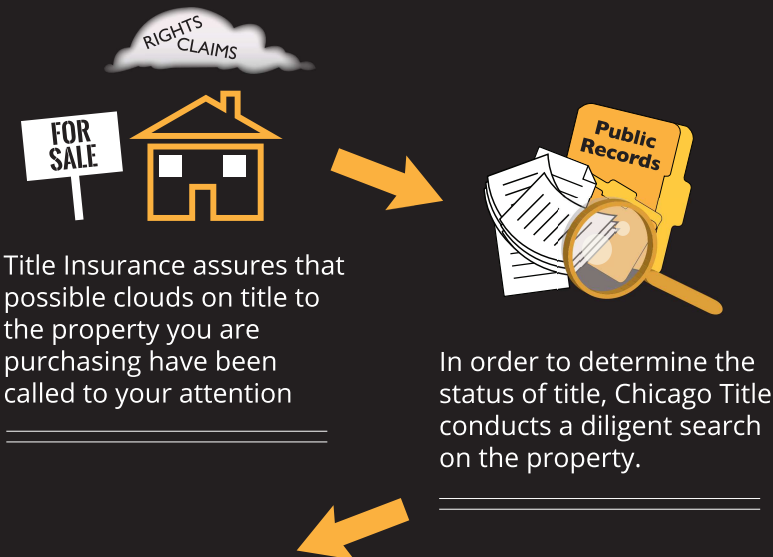 RIGHTS
CLAIMS
FOR
SALE
Public
Records
Title Insurance assures that
possible clouds on title to
the property you are
purchasing have been
called to your attention
In order to determine the
status of title, Chicago Title
conducts a diligent search
on the property.